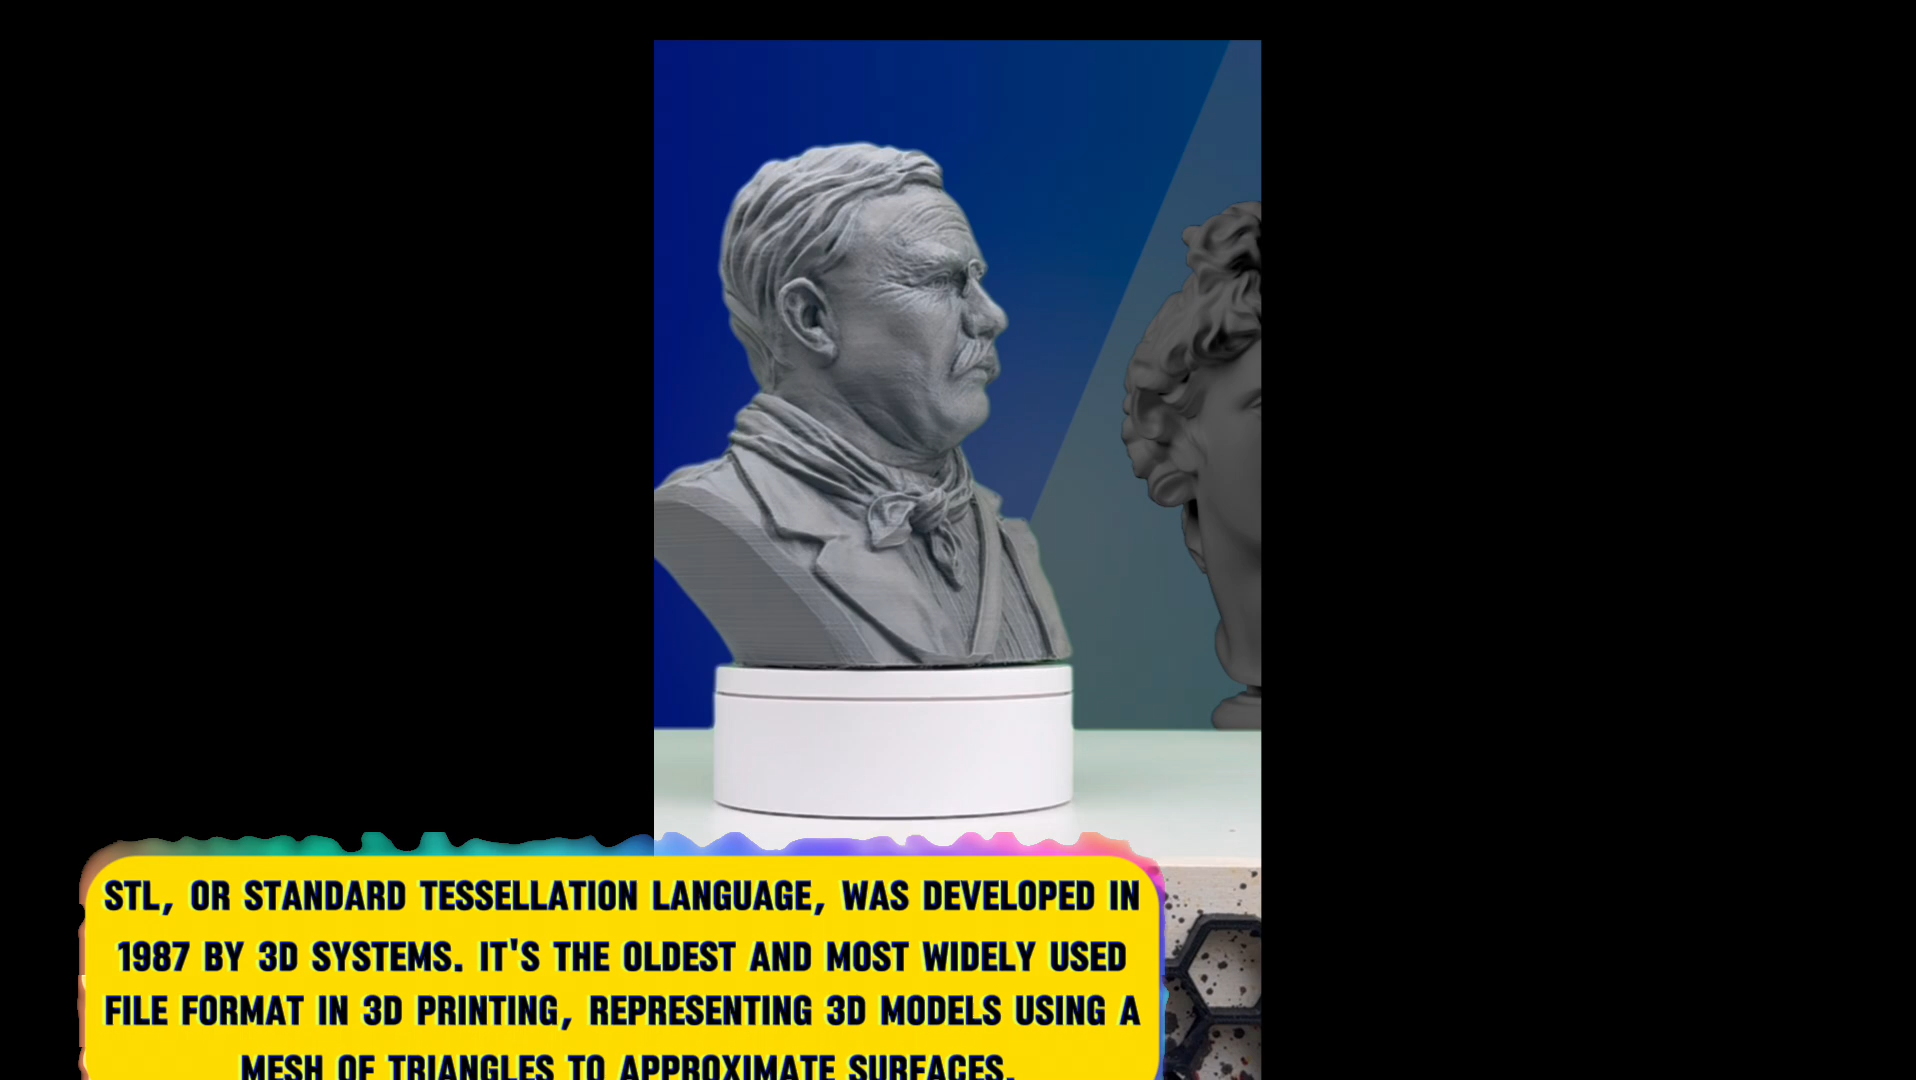 STL, OR STANDARD TESSELLATION LANGUAGE, WAS DEVELOPED IN
1987 BY 3D SYSTEMS. IT'S THE OLDEST AND MOST WIDELY USED
FILE FORMAT IN 3D PRINTING, REPRESENTING 3D MODELS USING A
MESH OF TRIANGLES TO APPROXIMATE SURFACES.